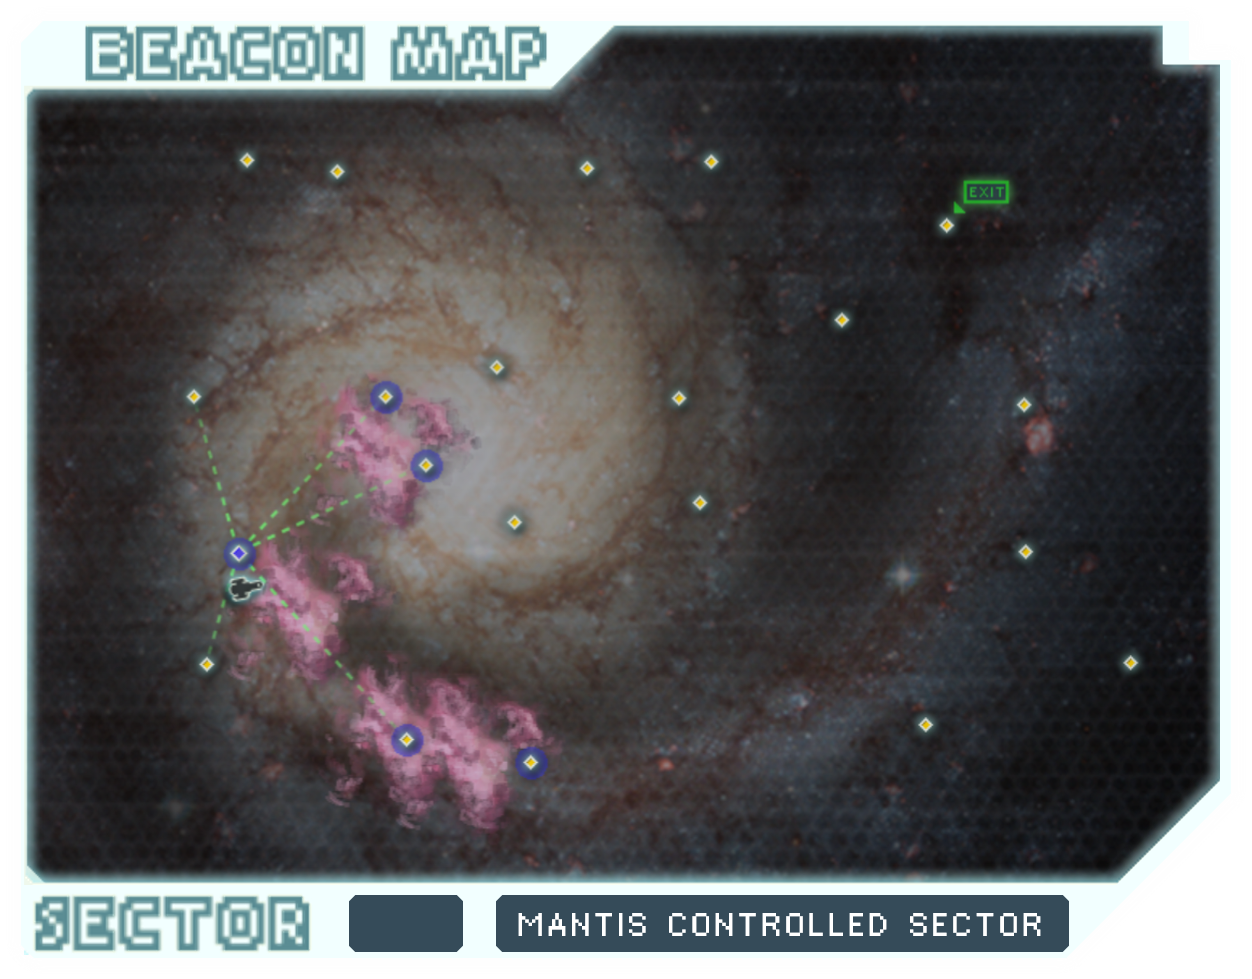 BEACON MAP
EXIT
SECTOR
MANTIS CONTROLLED SECTOR